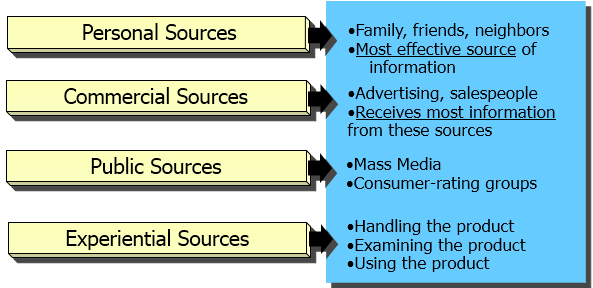 Personal Sources
•Family, friends, neighbors
•Most effective source of
information
Commercial Sources
•Advertising, salespeople
•Receives most information
from these sources
Public Sources
•Mass Media
•Consumer-rating groups
Experiential Sources
•Handling the product
•Examining the product
•Using the product